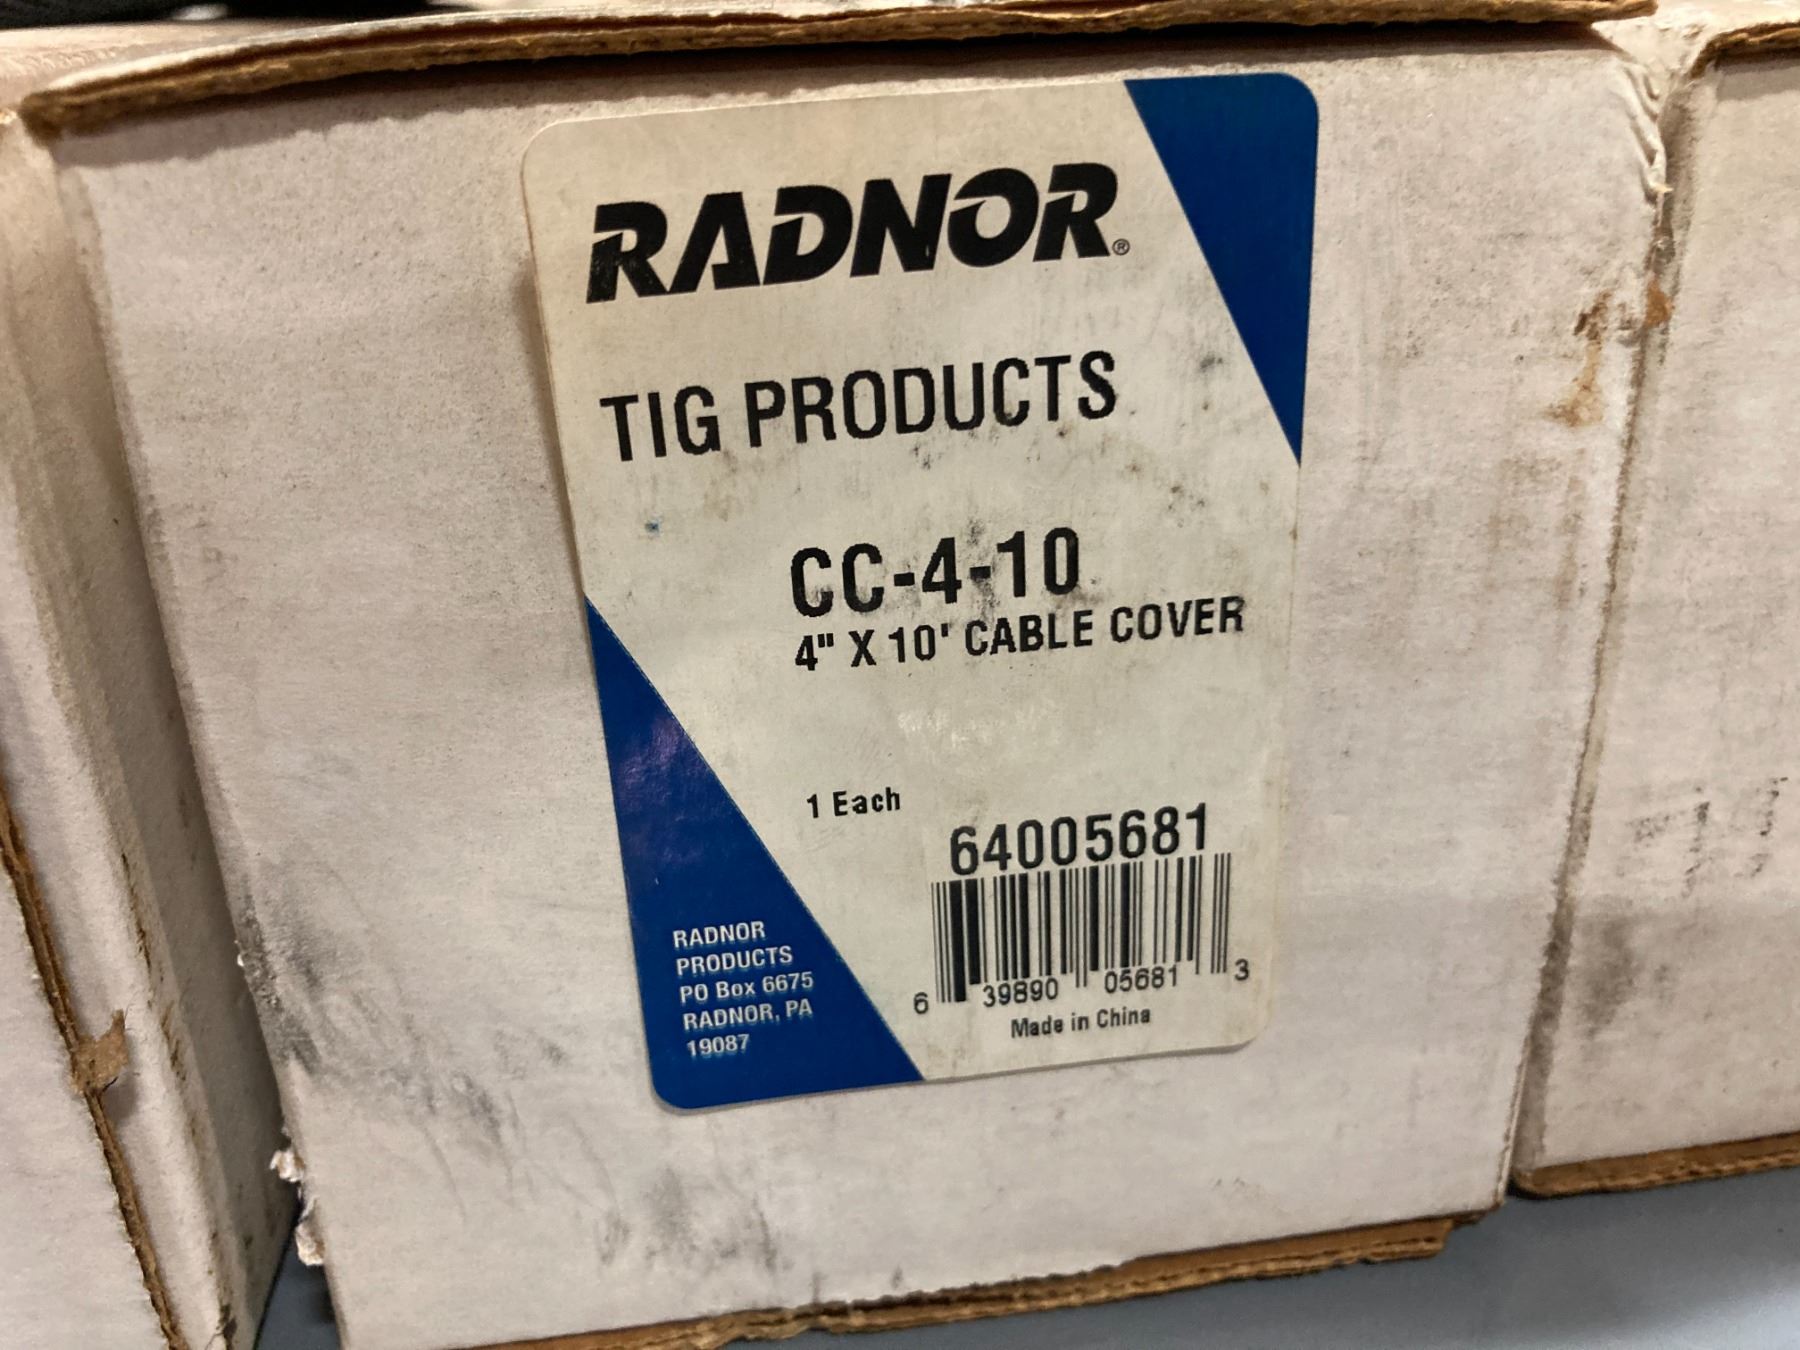 RADNOR®
TIG PRODUCTS
CC-4-10
4" X 10' CABLE COVER
1 Each
64005681
6 39890 05681 3
Made in China
RADNOR
PRODUCTS
PO Box 6675
RADNOR, PA
19087